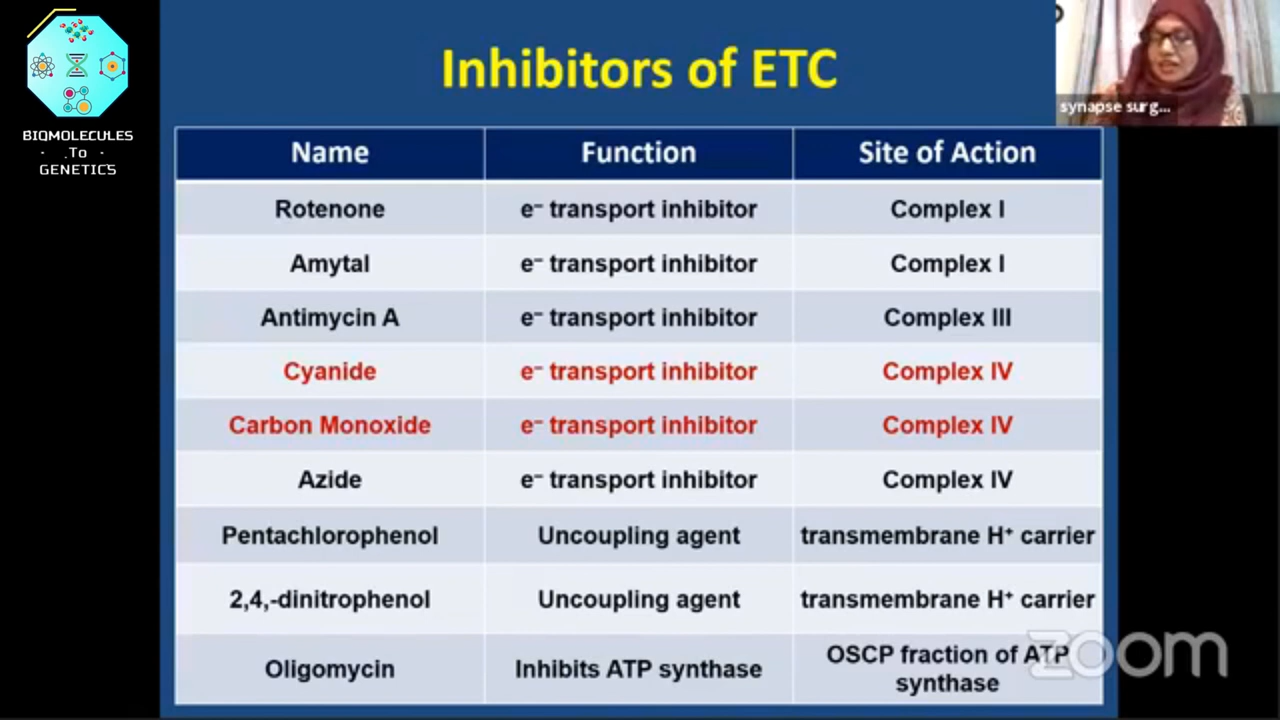 BIOMOLECULES
. .To .
GENETICS
Inhibitors of ETC
synapse surg...
Name Function Site of Action
Rotenone e⁻ transport inhibitor Complex I
Amytal e⁻ transport inhibitor Complex I
Antimycin A e⁻ transport inhibitor Complex III
Cyanide e⁻ transport inhibitor Complex IV
Carbon Monoxide e⁻ transport inhibitor Complex IV
Azide e⁻ transport inhibitor Complex IV
Pentachlorophenol Uncoupling agent transmembrane H⁺ carrier
2,4,-dinitrophenol Uncoupling agent transmembrane H⁺ carrier
Oligomycin Inhibits ATP synthase OSCP fraction of ATP
synthase
zoom